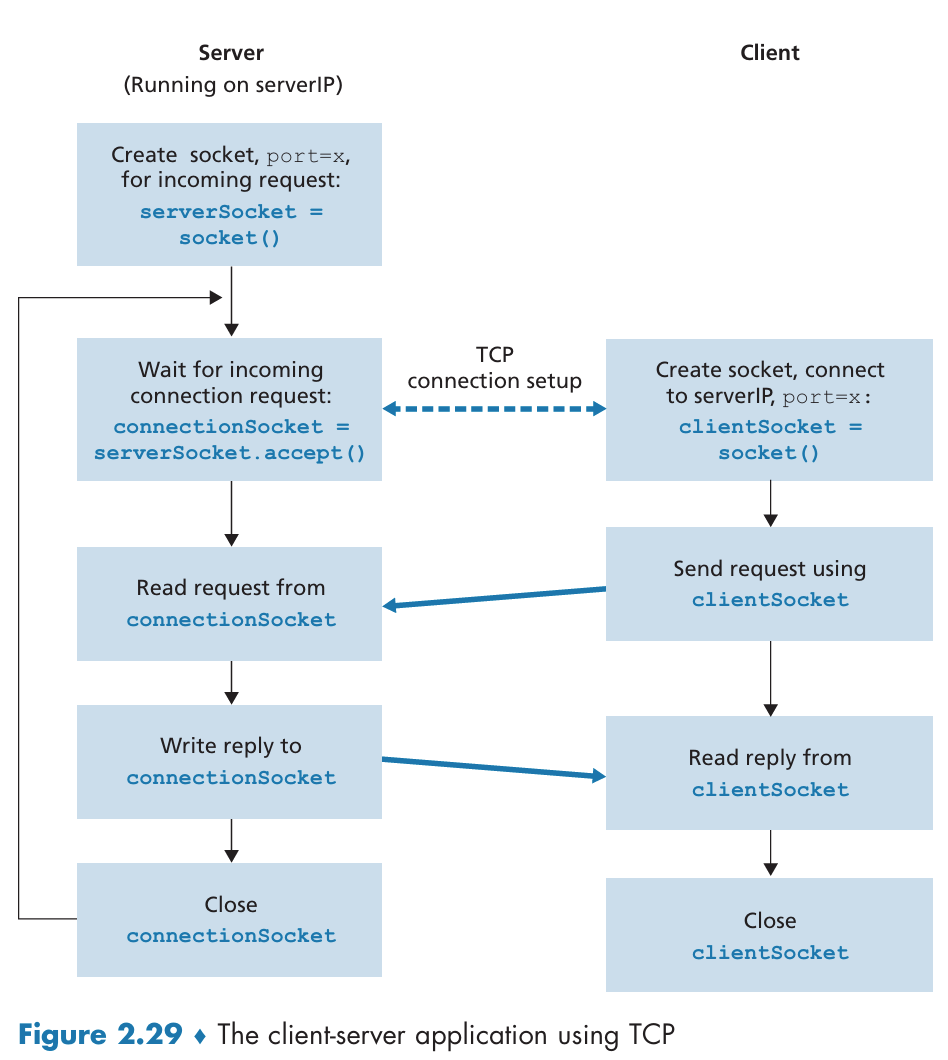 Server
(Running on serverIP)
Client
Create socket, port=x,
for incoming request:
serverSocket =
socket()
Wait for incoming
connection request:
connectionSocket =
serverSocket.accept()
TCP
connection setup
Create socket, connect
to serverIP, port=x:
clientSocket =
socket()
Read request from
connectionSocket
Send request using
clientSocket
Write reply to
connectionSocket
Read reply from
clientSocket
Close
connectionSocket
Close
clientSocket
Figure 2.29 ♦ The client-server application using TCP